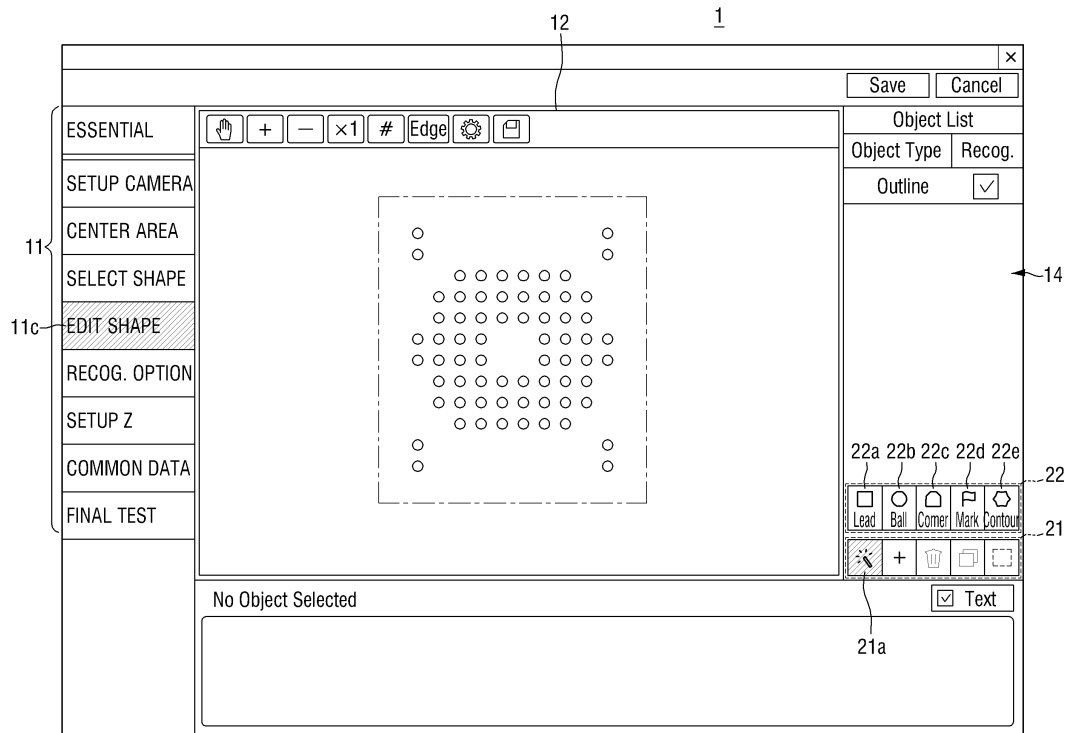 1
12
×
Save Cancel
ESSENTIAL
+ − ×1 # Edge
Object List
Object Type Recog.
Outline
SETUP CAMERA
CENTER AREA
11
SELECT SHAPE
14
11c
EDIT SHAPE
RECOG. OPTION
SETUP Z
COMMON DATA
FINAL TEST
22a 22b 22c 22d 22e
22
Lead Ball Corner Mark Contour
21
+
No Object Selected
Text
21a